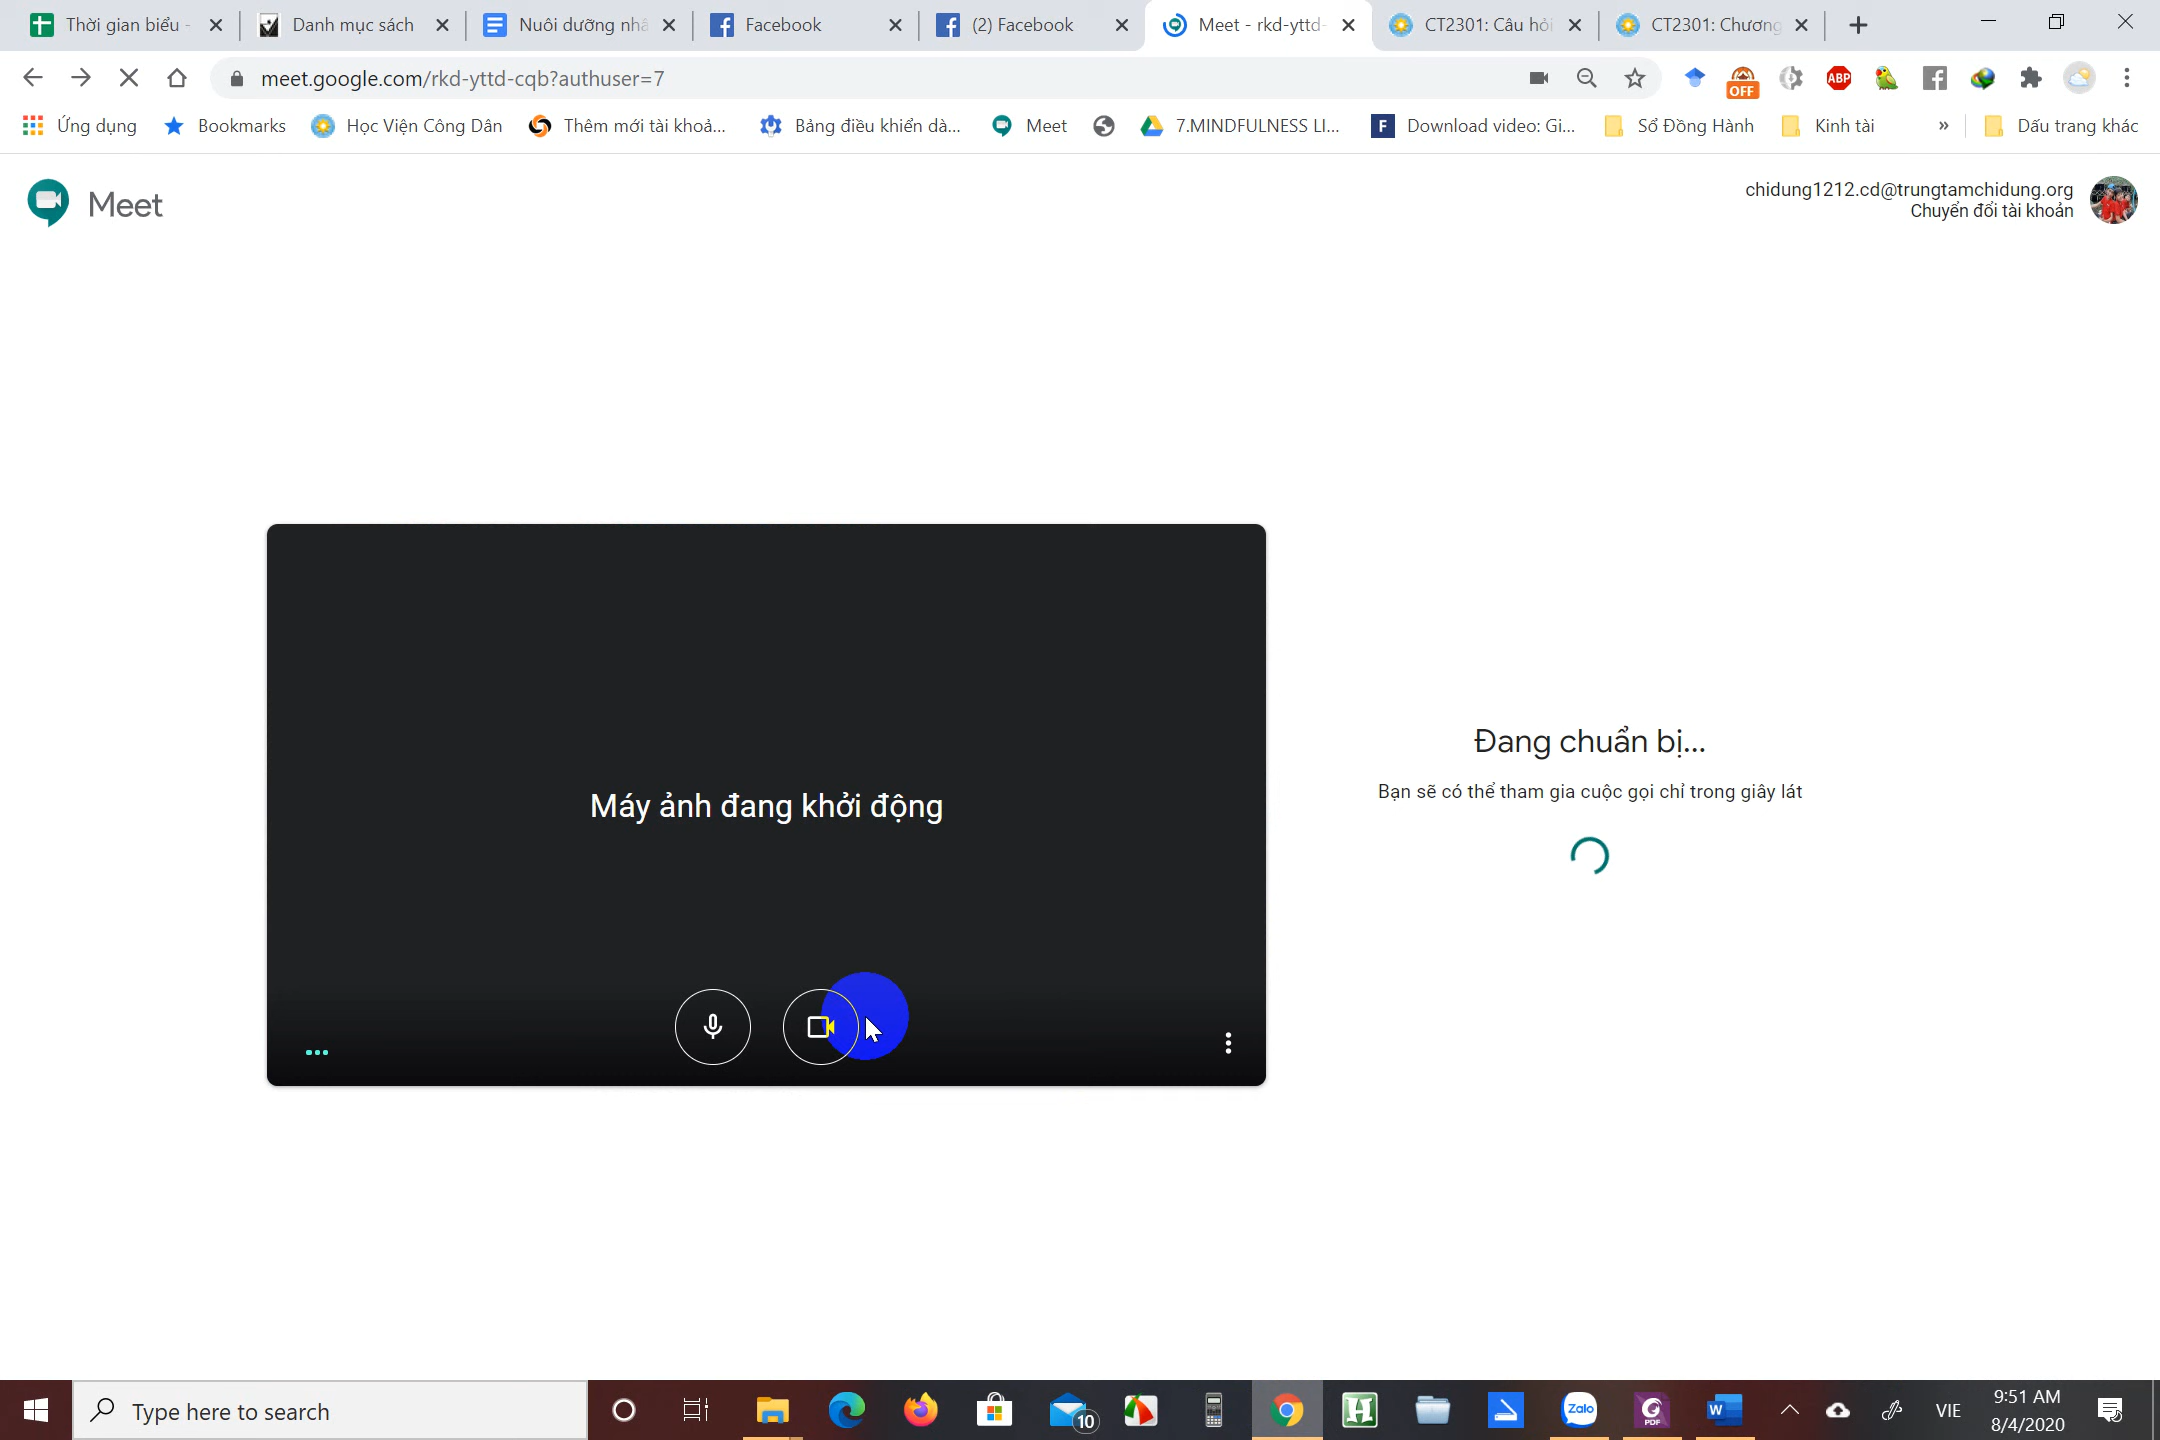 Thời gian biểu -
Danh mục sách
Nuôi dưỡng nhâ
Facebook
(2) Facebook
Meet - rkd-yttd-
CT2301: Câu hỏi
CT2301: Chương
meet.google.com/rkd-yttd-cqb?authuser=7
OFF
ABP
Ứng dụng
Bookmarks
Học Viện Công Dân
Thêm mới tài khoả...
Bảng điều khiển dà...
Meet
7.MINDFULNESS LI...
F
Download video: Gi...
Sổ Đồng Hành
Kinh tài
»
Dấu trang khác
Meet
chidung1212.cd@trungtamchidung.org
Chuyển đổi tài khoản
Máy ảnh đang khởi động
Đang chuẩn bị...
Bạn sẽ có thể tham gia cuộc gọi chỉ trong giây lát
Type here to search
10
Zalo
PDF
W
VIE
9:51 AM
8/4/2020